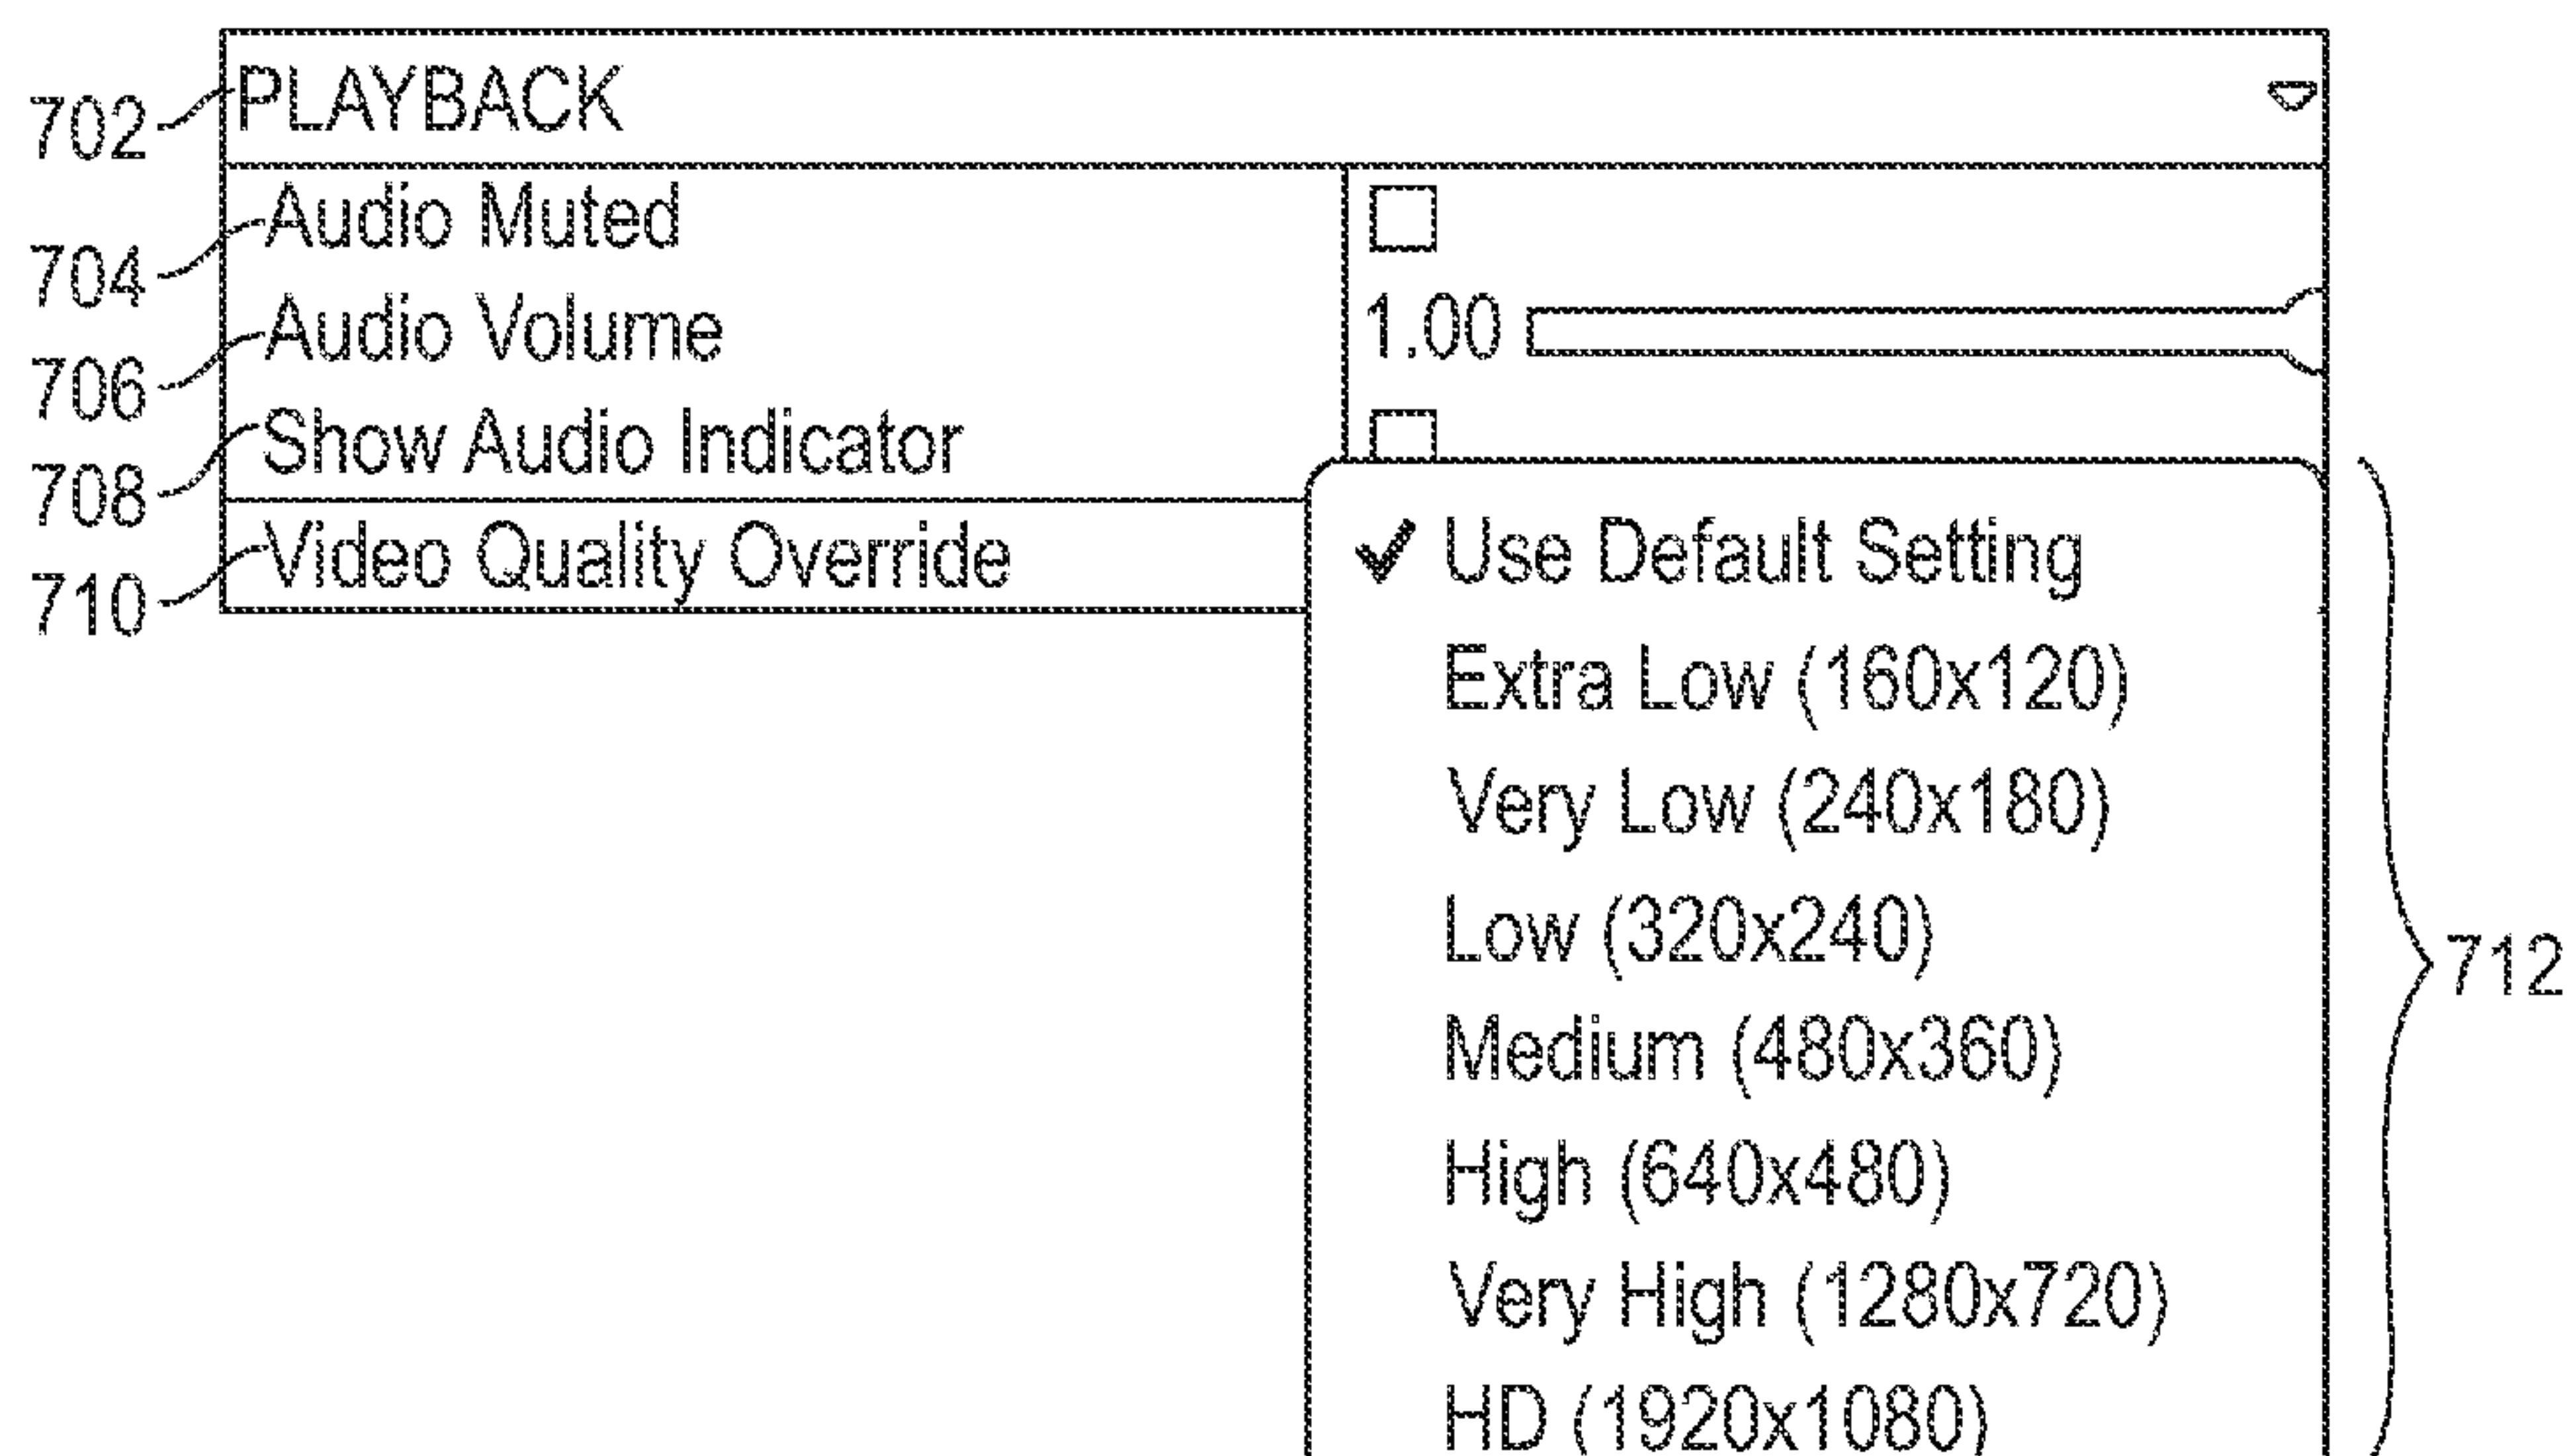 702 PLAYBACK
704 Audio Muted
706 Audio Volume 1.00
708 Show Audio Indicator
710 Video Quality Override
✓ Use Default Setting
Extra Low (160x120)
Very Low (240x180)
Low (320x240)
712
Medium (480x360)
High (640x480)
Very High (1280x720)
HD (1920x1080)